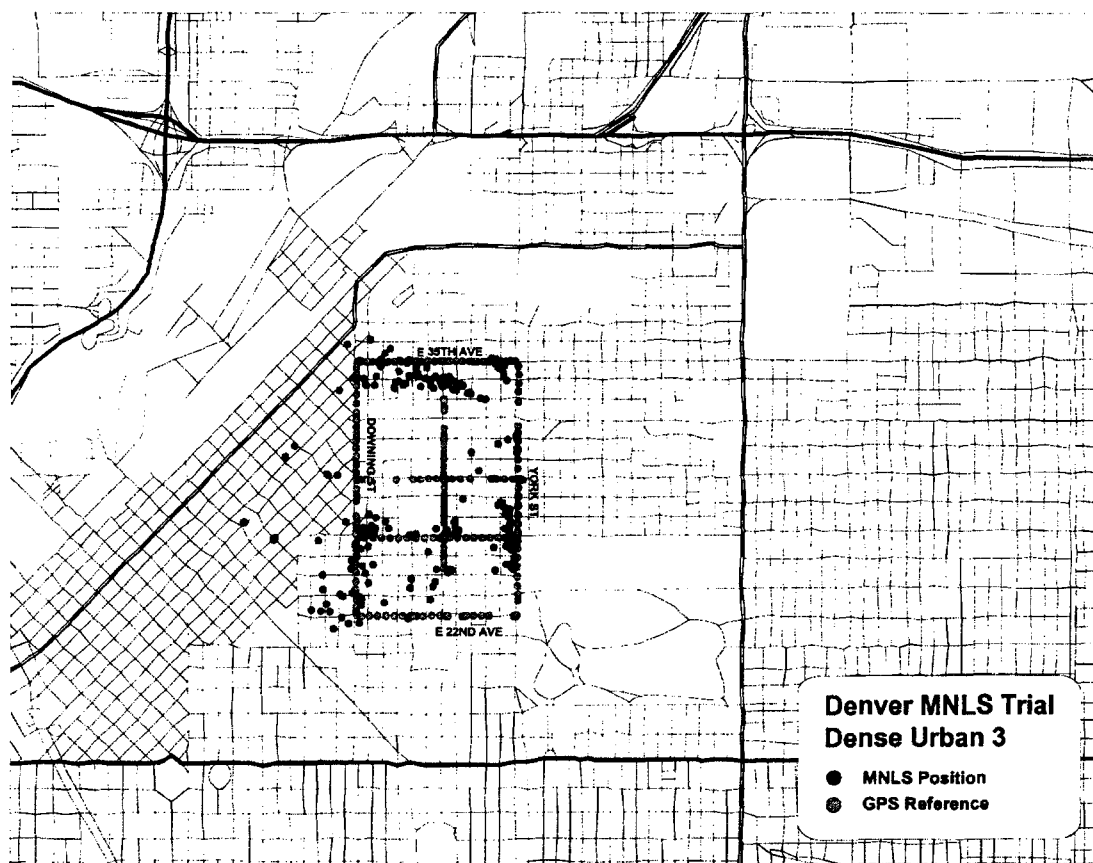 E 35TH AVE
DOWNING ST
YORK ST
E 22ND AVE
Denver MNLS Trial
Dense Urban 3
MNLS Position
GPS Reference